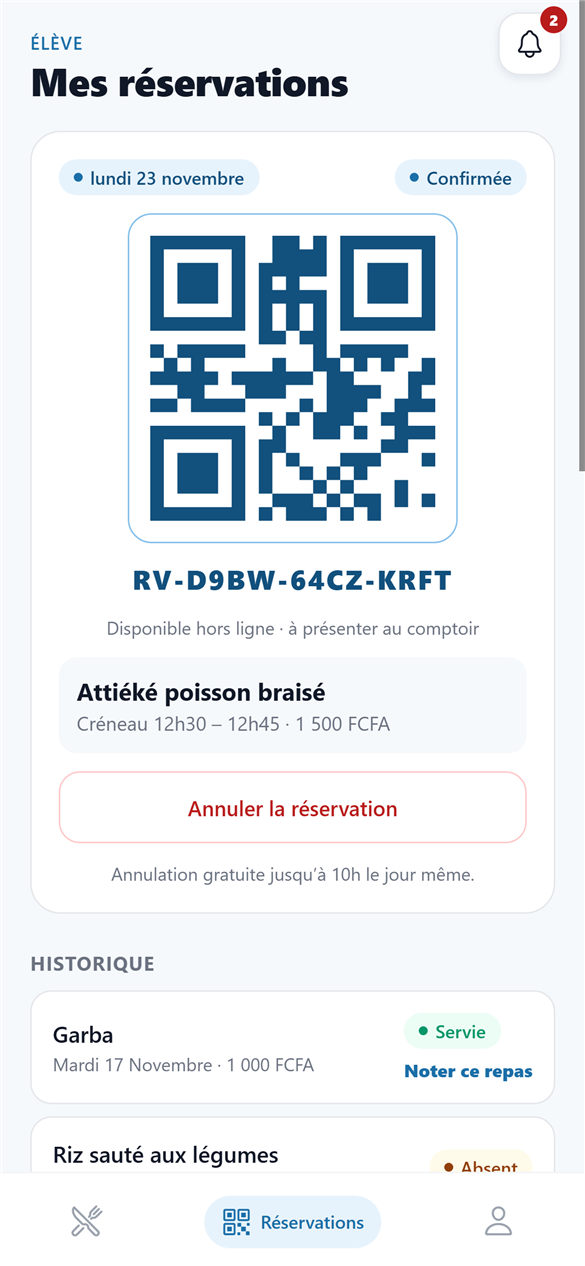 ÉLÈVE
2
Mes réservations
lundi 23 novembre
Confirmée
RV-D9BW-64CZ-KRFT
Disponible hors ligne · à présenter au comptoir
Attiéké poisson braisé
Créneau 12h30 – 12h45 · 1 500 FCFA
Annuler la réservation
Annulation gratuite jusqu’à 10h le jour même.
HISTORIQUE
Garba
Servie
Mardi 17 Novembre · 1 000 FCFA
Noter ce repas
Riz sauté aux légumes
Absent
Réservations